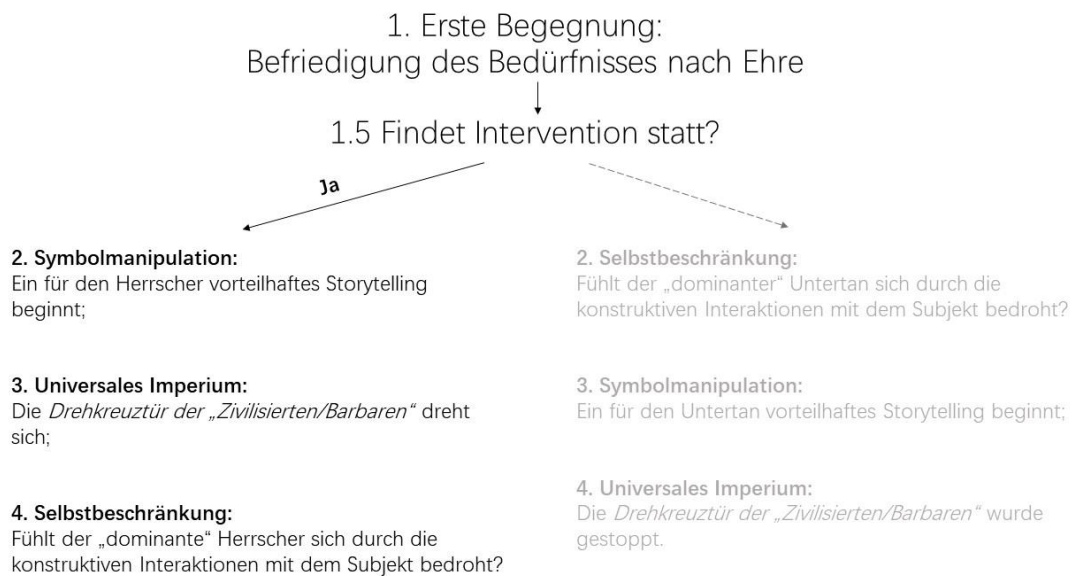 1. Erste Begegnung:
Befriedigung des Bedürfnisses nach Ehre
1.5 Findet Intervention statt?
Ja
2. Symbolmanipulation:
Ein für den Herrscher vorteilhaftes Storytelling
beginnt;
3. Universales Imperium:
Die Drehkreuztür der „Zivilisierten/Barbaren“ dreht
sich;
4. Selbstbeschränkung:
Fühlt der „dominante“ Herrscher sich durch die
konstruktiven Interaktionen mit dem Subjekt bedroht?
2. Selbstbeschränkung:
Fühlt der „dominanter“ Untertan sich durch die
konstruktiven Interaktionen mit dem Subjekt bedroht?
3. Symbolmanipulation:
Ein für den Untertan vorteilhaftes Storytelling beginnt;
4. Universales Imperium:
Die Drehkreuztür der „Zivilisierten/Barbaren“ wurde
gestoppt.